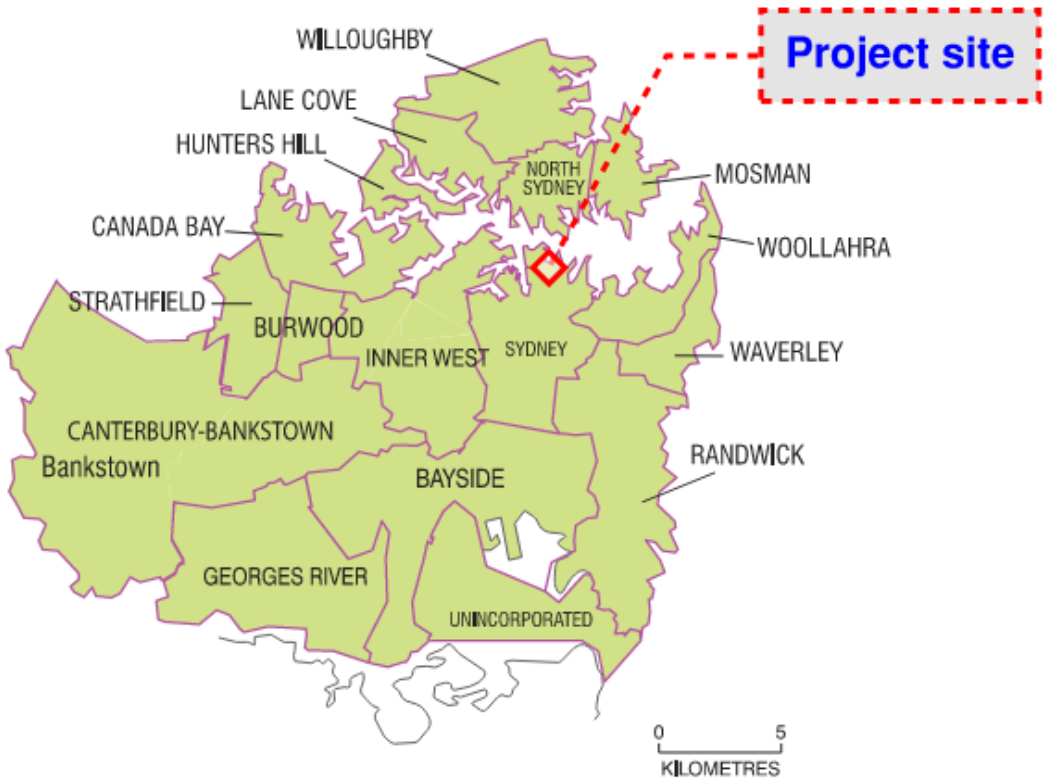 Project site
WILLOUGHBY
LANE COVE
HUNTERS HILL
NORTH
SYDNEY
MOSMAN
CANADA BAY
WOOLLAHRA
STRATHFIELD
BURWOOD
INNER WEST
SYDNEY
WAVERLEY
CANTERBURY-BANKSTOWN
Bankstown
RANDWICK
BAYSIDE
GEORGES RIVER
UNINCORPORATED
0 5
KILOMETRES